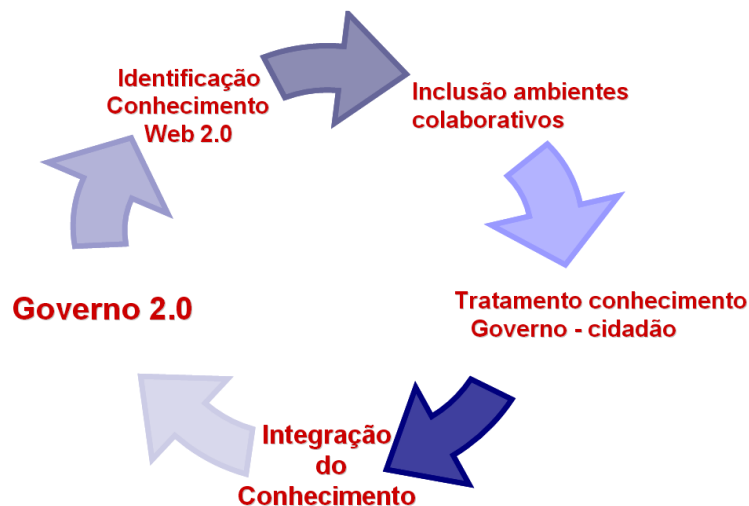 Identificação
Conhecimento
Web 2.0
Inclusão ambientes
colaborativos
Tratamento conhecimento
Governo - cidadão
Integração
do
Conhecimento
Governo 2.0